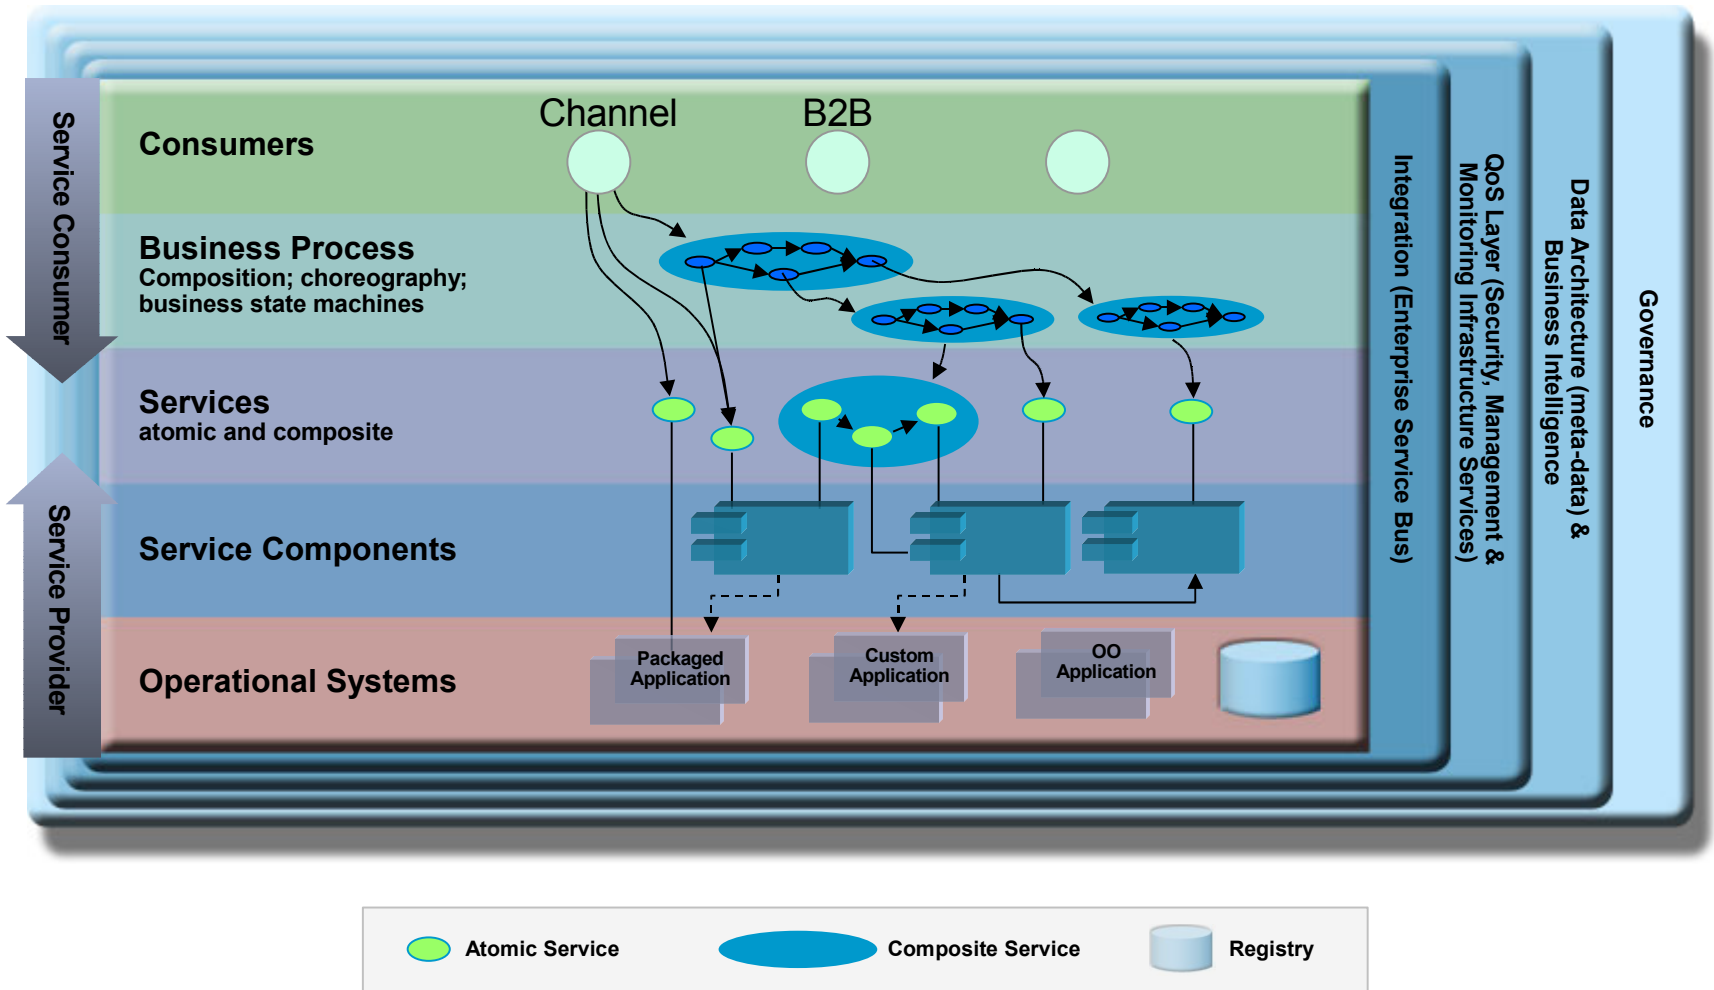 Channel
B2B
Consumers
Business Process
Composition; choreography;
business state machines
Services
atomic and composite
Service Components
Operational Systems
Packaged
Application
Custom
Application
OO
Application
Service Consumer
Service Provider
Integration (Enterprise Service Bus)
QoS Layer (Security, Management &
Monitoring Infrastructure Services)
Data Architecture (meta-data) &
Business Intelligence
Governance
Atomic Service
Composite Service
Registry